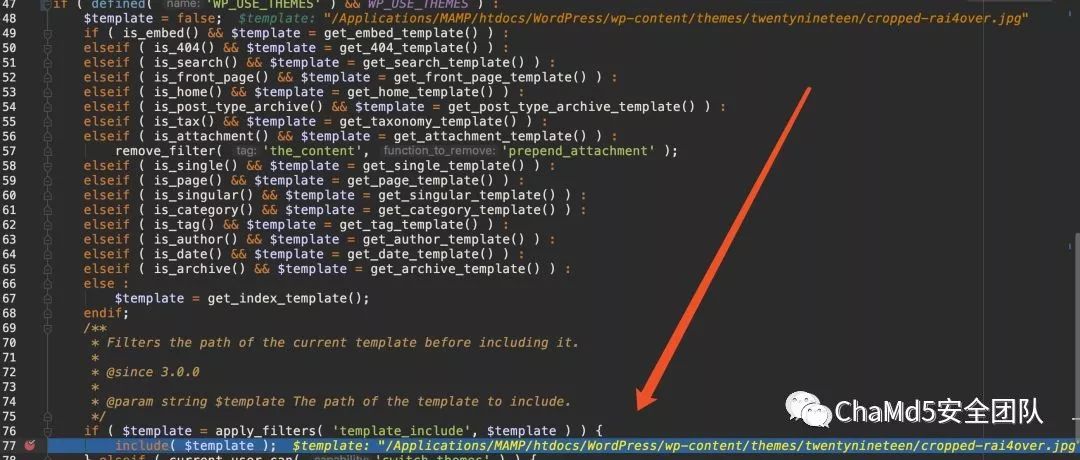 47 if ( defined( name: 'WP_USE_THEMES' ) && WP_USE_THEMES ) :
48 $template = false; $template: "/Applications/MAMP/htdocs/WordPress/wp-content/themes/twentynineteen/cropped-rai4over.jpg"
49 if ( is_embed() && $template = get_embed_template() ) :
50 elseif ( is_404() && $template = get_404_template() ) :
51 elseif ( is_search() && $template = get_search_template() ) :
52 elseif ( is_front_page() && $template = get_front_page_template() ) :
53 elseif ( is_home() && $template = get_home_template() ) :
54 elseif ( is_post_type_archive() && $template = get_post_type_archive_template() ) :
55 elseif ( is_tax() && $template = get_taxonomy_template() ) :
56 elseif ( is_attachment() && $template = get_attachment_template() ) :
57 remove_filter( tag: 'the_content', function_to_remove: 'prepend_attachment' );
58 elseif ( is_single() && $template = get_single_template() ) :
59 elseif ( is_page() && $template = get_page_template() ) :
60 elseif ( is_singular() && $template = get_singular_template() ) :
61 elseif ( is_category() && $template = get_category_template() ) :
62 elseif ( is_tag() && $template = get_tag_template() ) :
63 elseif ( is_author() && $template = get_author_template() ) :
64 elseif ( is_date() && $template = get_date_template() ) :
65 elseif ( is_archive() && $template = get_archive_template() ) :
66 else :
67 $template = get_index_template();
68 endif;
69 /**
70 * Filters the path of the current template before including it.
71 *
72 * @since 3.0.0
73 *
74 * @param string $template The path of the template to include.
75 */
76 if ( $template = apply_filters( 'template_include', $template ) ) {
77 include( $template ); $template: "/Applications/MAMP/htdocs/WordPress/wp-content/themes/twentynineteen/cropped-rai4over.jpg"
78 } elseif ( current_user_can( capability: 'switch_themes' ) ) {
ChaMd5安全团队